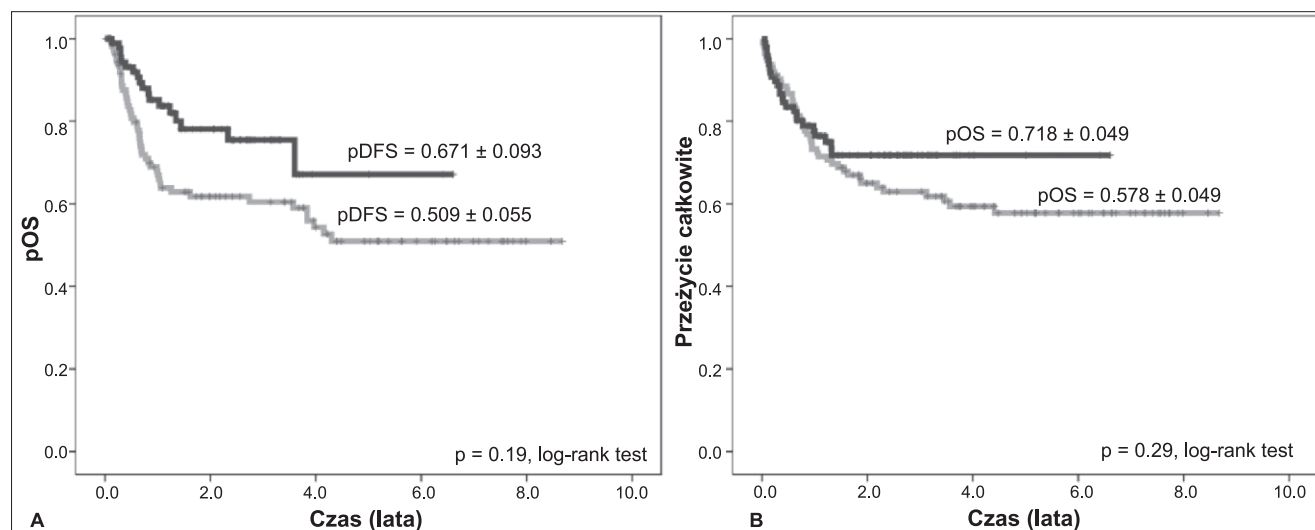 pOS
1.0
0.8
0.6
0.4
0.2
0.0
pDFS = 0.671 ± 0.093
pDFS = 0.509 ± 0.055
p = 0.19, log-rank test
0.0 2.0 4.0 6.0 8.0 10.0
A Czas (lata)
Przeżycie całkowite
1.0
0.8
0.6
0.4
0.2
0.0
pOS = 0.718 ± 0.049
pOS = 0.578 ± 0.049
p = 0.29, log-rank test
0.0 2.0 4.0 6.0 8.0 10.0
B Czas (lata)